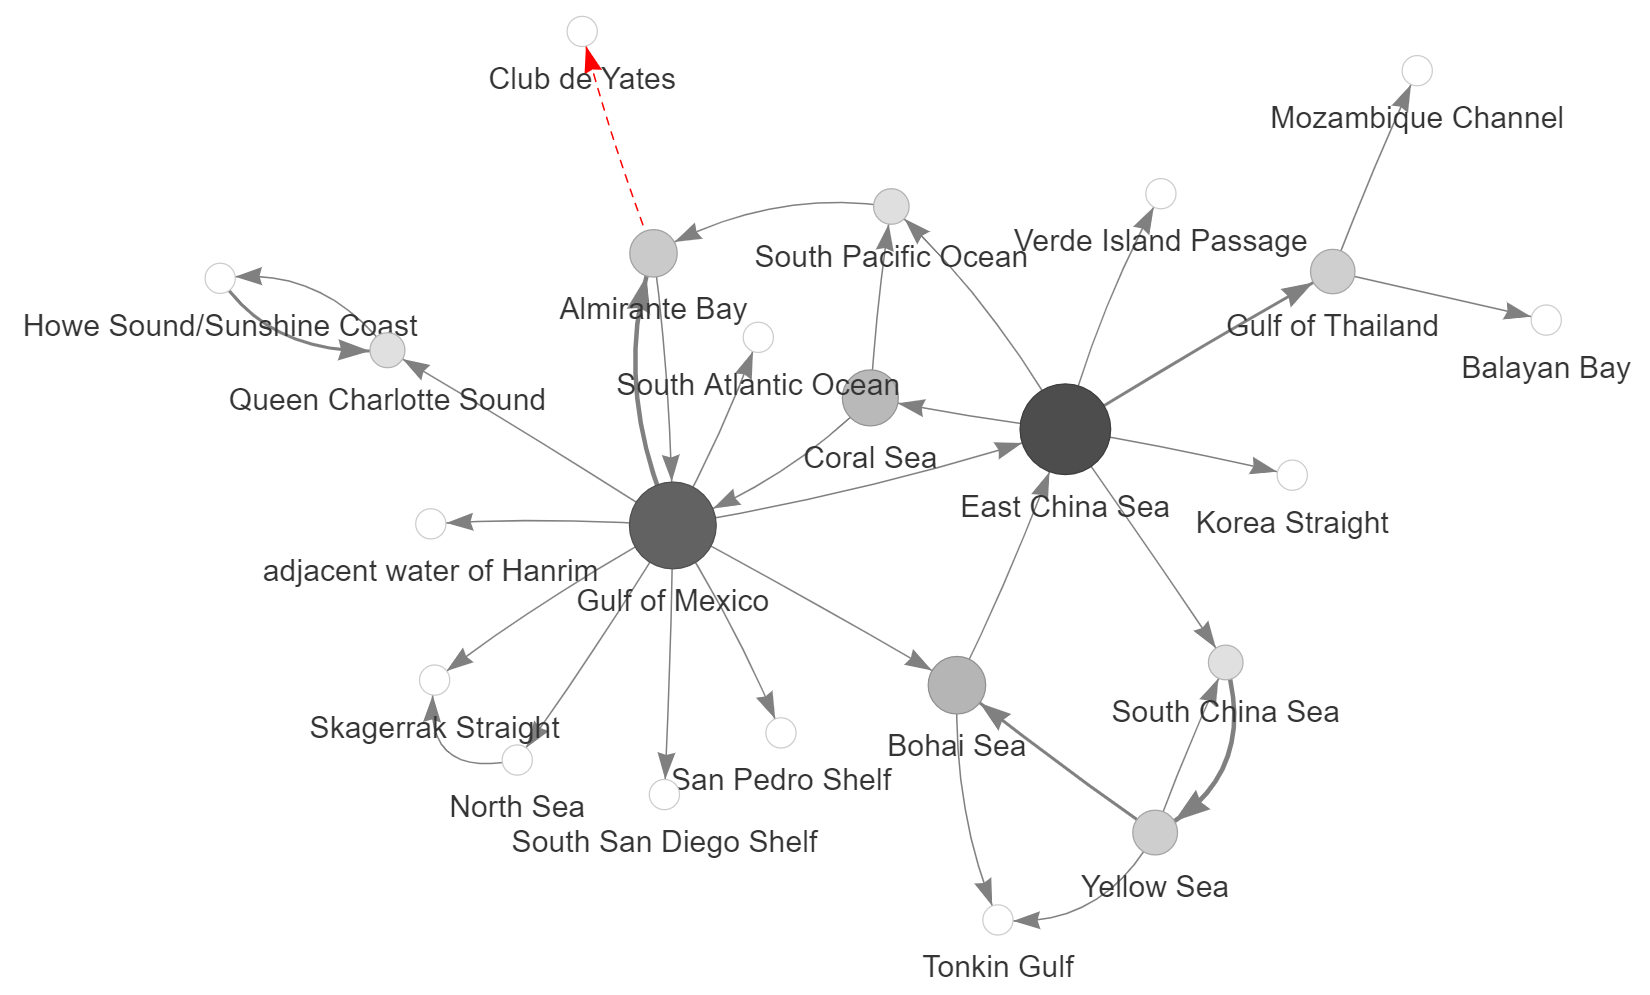 Club de Yates
Mozambique Channel
Verde Island Passage
South Pacific Ocean
Almirante Bay
Howe Sound/Sunshine Coast
Gulf of Thailand
Balayan Bay
South Atlantic Ocean
Queen Charlotte Sound
Coral Sea
East China Sea
Korea Straight
adjacent water of Hanrim
Gulf of Mexico
South China Sea
Skagerrak Straight
Bohai Sea
San Pedro Shelf
North Sea
South San Diego Shelf
Yellow Sea
Tonkin Gulf